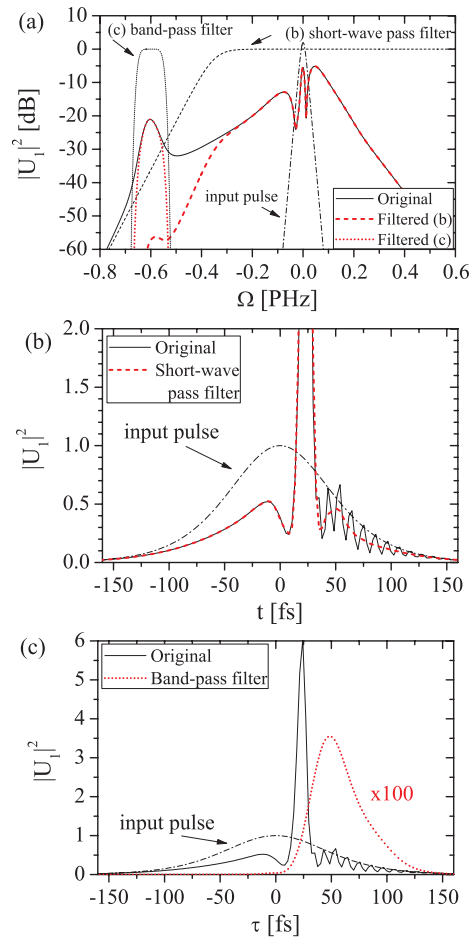 (a)
(c) band-pass filter
(b) short-wave pass filter
10
0
-10
-20
-30
-40
-50
-60
|U₁|² [dB]
input pulse
Original
Filtered (b)
Filtered (c)
-0.8 -0.6 -0.4 -0.2 0.0 0.2 0.4 0.6
Ω [PHz]
(b)
2.0
1.5
1.0
0.5
0.0
|U₁|²
Original
Short-wave
pass filter
input pulse
-150 -100 -50 0 50 100 150
t [fs]
(c)
6
5
4
3
2
1
0
|U₁|²
Original
Band-pass filter
x100
input pulse
-150 -100 -50 0 50 100 150
τ [fs]